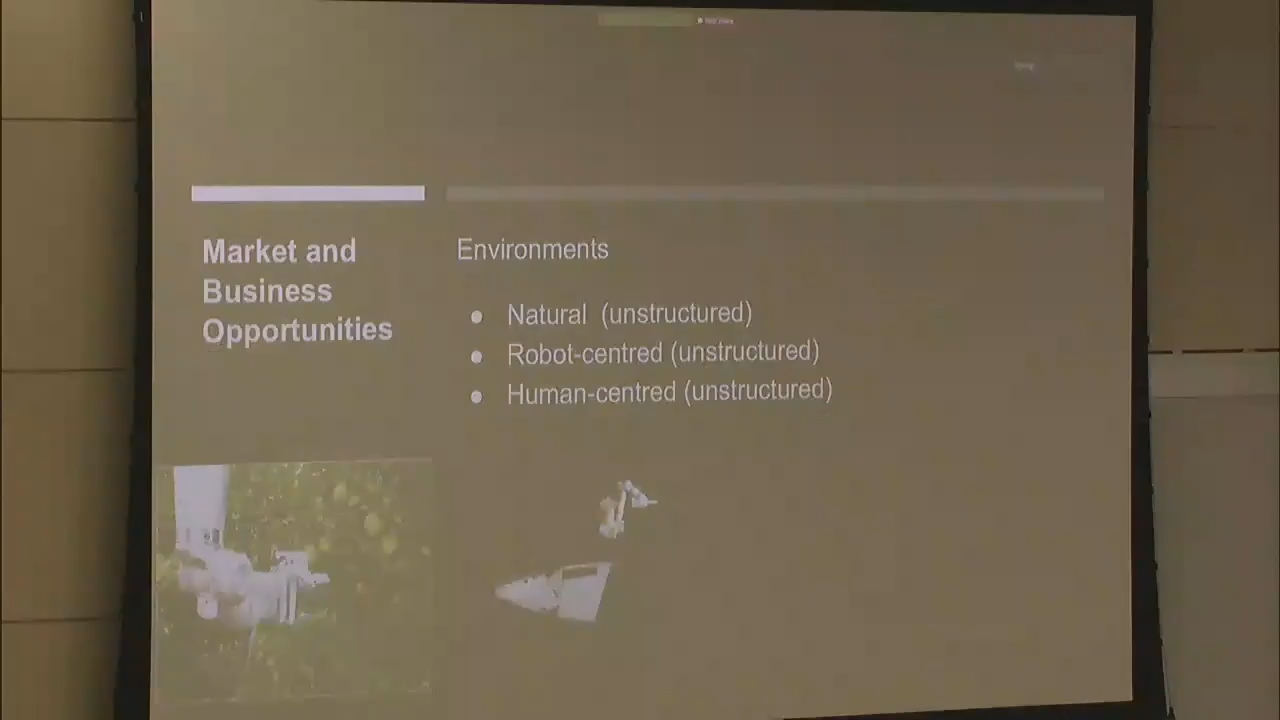 Market and
Business
Opportunities
Environments
● Natural (unstructured)
● Robot-centred (unstructured)
● Human-centred (unstructured)